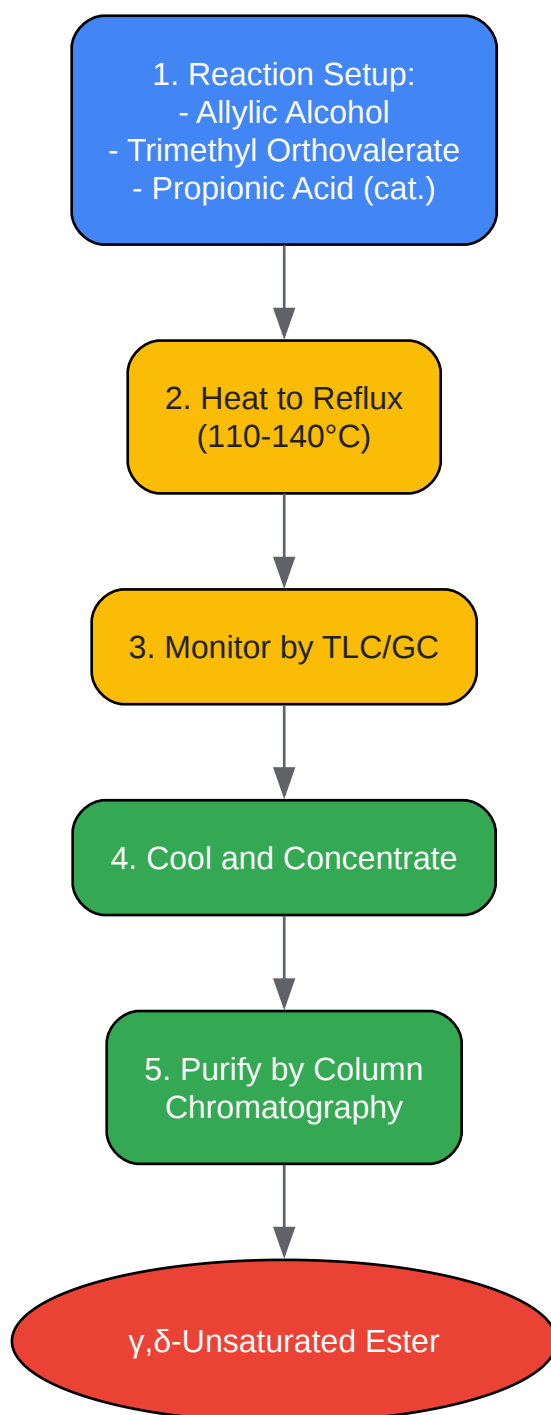 1. Reaction Setup:
- Allylic Alcohol
- Trimethyl Orthovalerate
- Propionic Acid (cat.)
2. Heat to Reflux
(110-140°C)
3. Monitor by TLC/GC
4. Cool and Concentrate
5. Purify by Column
Chromatography
γ,δ-Unsaturated Ester